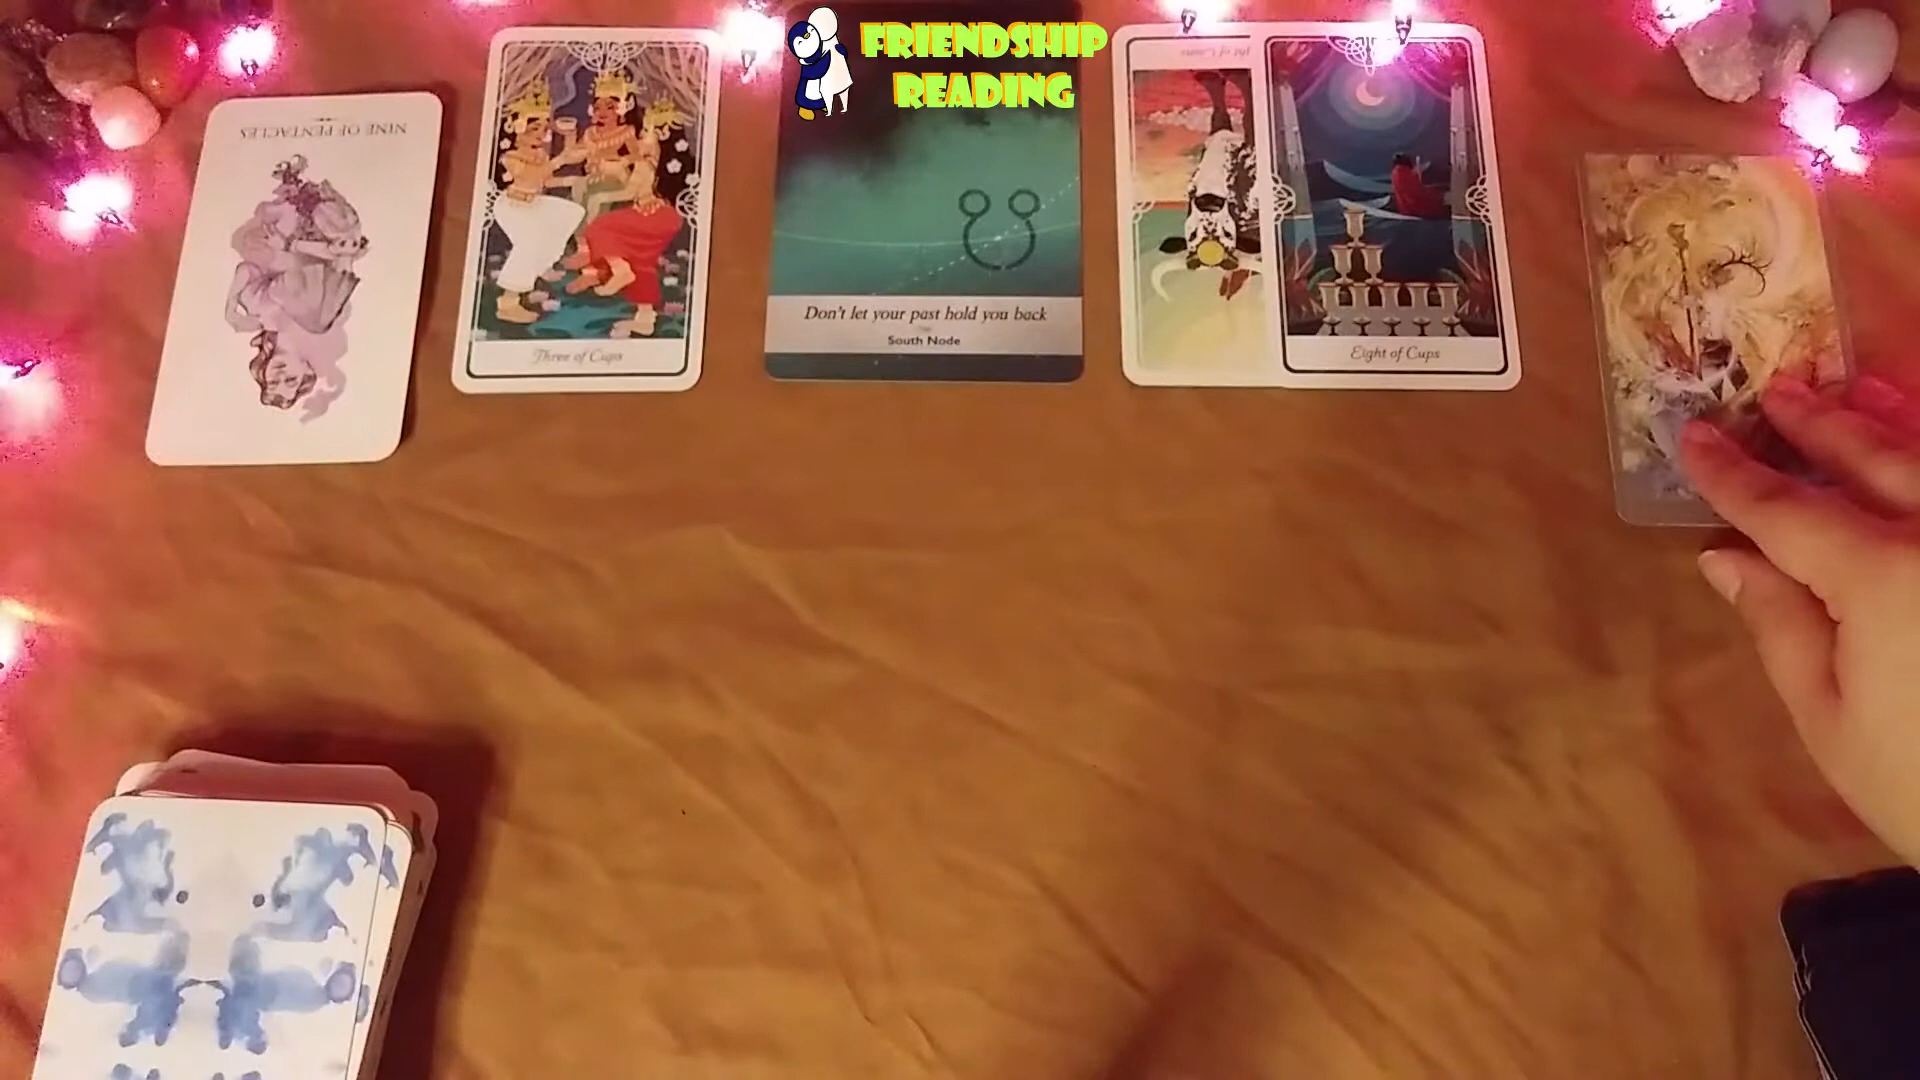 FRIENDSHIP
READING
NINE OF PENTACLES
Three of Cups
Don't let your past hold you back
South Node
Eight of Cups